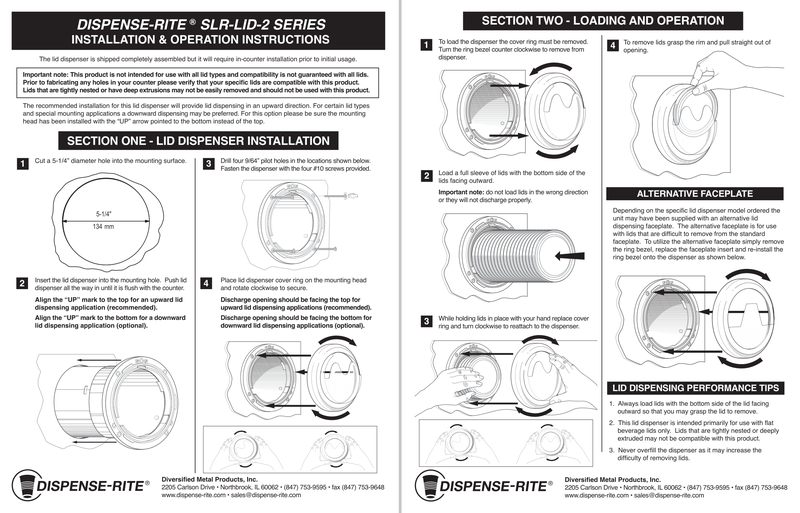 DISPENSE-RITE ® SLR-LID-2 SERIES
INSTALLATION & OPERATION INSTRUCTIONS
The lid dispenser is shipped completely assembled but it will require in-counter installation prior to initial usage.
Important note: This product is not intended for use with all lid types and compatibility is not guaranteed with all lids.
Prior to fabricating any holes in your counter please verify that your specific lids are compatible with this product.
Lids that are tightly nested or have deep extrusions may not be easily removed and should not be used with this product.
The recommended installation for this lid dispenser will provide lid dispensing in an upward direction. For certain lid types
and special mounting applications a downward dispensing may be preferred. For this option please be sure the mounting
head has been installed with the "UP" arrow pointed to the bottom instead of the top.
SECTION ONE - LID DISPENSER INSTALLATION
1
Cut a 5-1/4" diameter hole into the mounting surface.
5-1/4"
134 mm
2
Insert the lid dispenser into the mounting hole. Push lid
dispenser all the way in until it is flush with the counter.
Align the "UP" mark to the top for an upward lid
dispensing application (recommended).
Align the "UP" mark to the bottom for a downward
lid dispensing application (optional).
3
Drill four 9/64" pilot holes in the locations shown below.
Fasten the dispenser with the four #10 screws provided.
4
Place lid dispenser cover ring on the mounting head
and rotate clockwise to secure.
Discharge opening should be facing the top for
upward lid dispensing applications (recommended).
Discharge opening should be facing the bottom for
downward lid dispensing applications (optional).
DISPENSE-RITE®
Diversified Metal Products, Inc.
2205 Carlson Drive • Northbrook, IL 60062 • (847) 753-9595 • fax (847) 753-9648
www.dispense-rite.com • sales@dispense-rite.com
SECTION TWO - LOADING AND OPERATION
1
To load the dispenser the cover ring must be removed.
Turn the ring bezel counter clockwise to remove from
dispenser.
2
Load a full sleeve of lids with the bottom side of the
lids facing outward.
Important note: do not load lids in the wrong direction
or they will not discharge properly.
3
While holding lids in place with your hand replace cover
ring and turn clockwise to reattach to the dispenser.
4
To remove lids grasp the rim and pull straight out of
opening.
ALTERNATIVE FACEPLATE
Depending on the specific lid dispenser model ordered the
unit may have been supplied with an alternative lid
dispensing faceplate. The alternative faceplate is for use
with lids that are difficult to remove from the standard
faceplate. To utilize the alternative faceplate simply remove
the ring bezel, replace the faceplate insert and re-install the
ring bezel onto the dispenser as shown below.
LID DISPENSING PERFORMANCE TIPS
1. Always load lids with the bottom side of the lid facing
outward so that you may grasp the lid to remove.
2. This lid dispenser is intended primarily for use with flat
beverage lids only. Lids that are tightly nested or deeply
extruded may not be compatible with this product.
3. Never overfill the dispenser as it may increase the
difficulty of removing lids.
DISPENSE-RITE®
Diversified Metal Products, Inc.
2205 Carlson Drive • Northbrook, IL 60062 • (847) 753-9595 • fax (847) 753-9648
www.dispense-rite.com • sales@dispense-rite.com